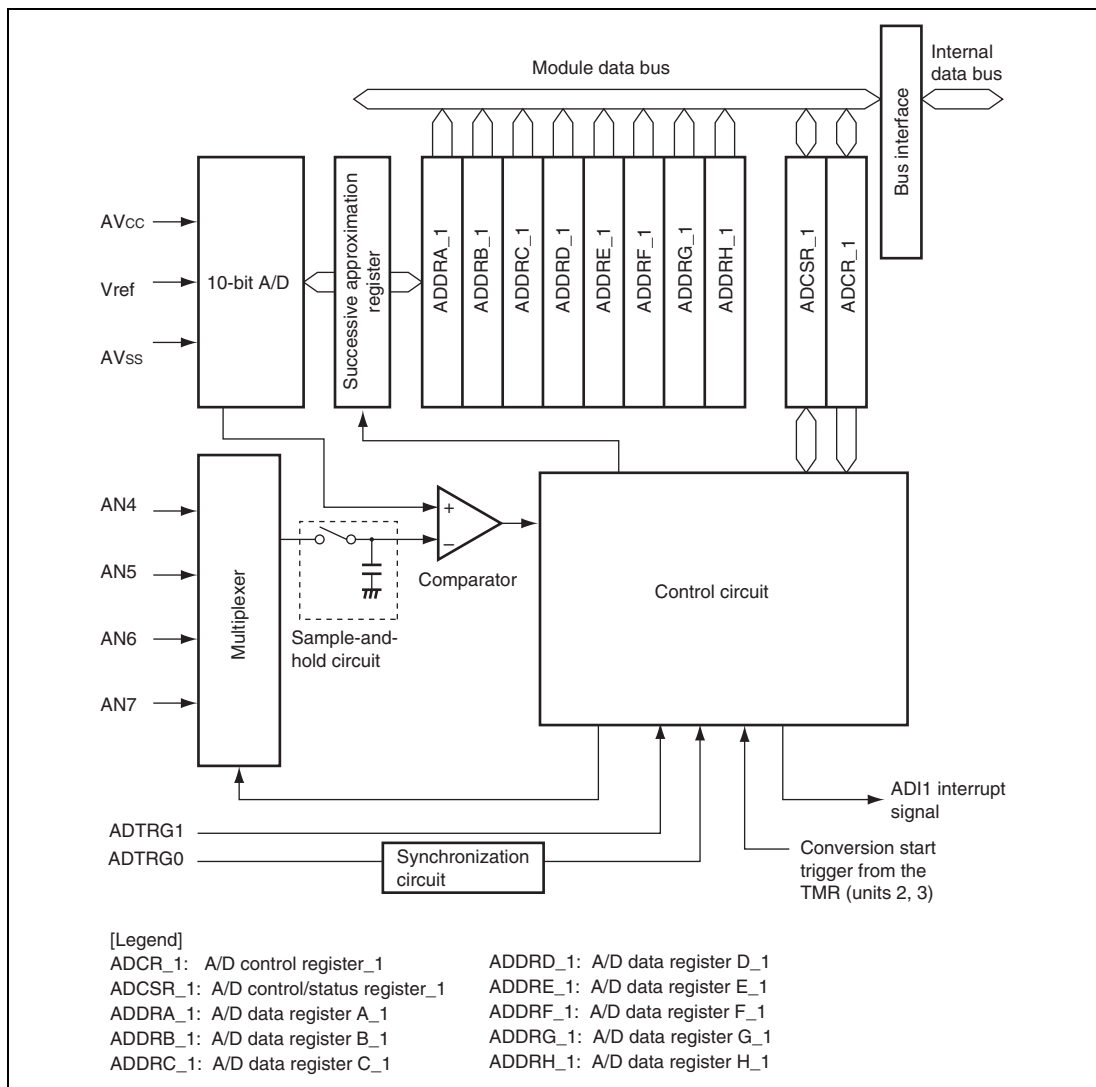 Module data bus
Internal
data bus
Bus interface
AVCC
Vref
AVSS
10-bit A/D
Successive approximation
register
ADDRA_1
ADDRB_1
ADDRC_1
ADDRD_1
ADDRE_1
ADDRF_1
ADDRG_1
ADDRH_1
ADCSR_1
ADCR_1
AN4
AN5
AN6
AN7
Multiplexer
+
−
Comparator
Sample-and-
hold circuit
Control circuit
ADI1 interrupt
signal
ADTRG1
ADTRG0
Synchronization
circuit
Conversion start
trigger from the
TMR (units 2, 3)
[Legend]
ADCR_1: A/D control register_1
ADCSR_1: A/D control/status register_1
ADDRA_1: A/D data register A_1
ADDRB_1: A/D data register B_1
ADDRC_1: A/D data register C_1
ADDRD_1: A/D data register D_1
ADDRE_1: A/D data register E_1
ADDRF_1: A/D data register F_1
ADDRG_1: A/D data register G_1
ADDRH_1: A/D data register H_1